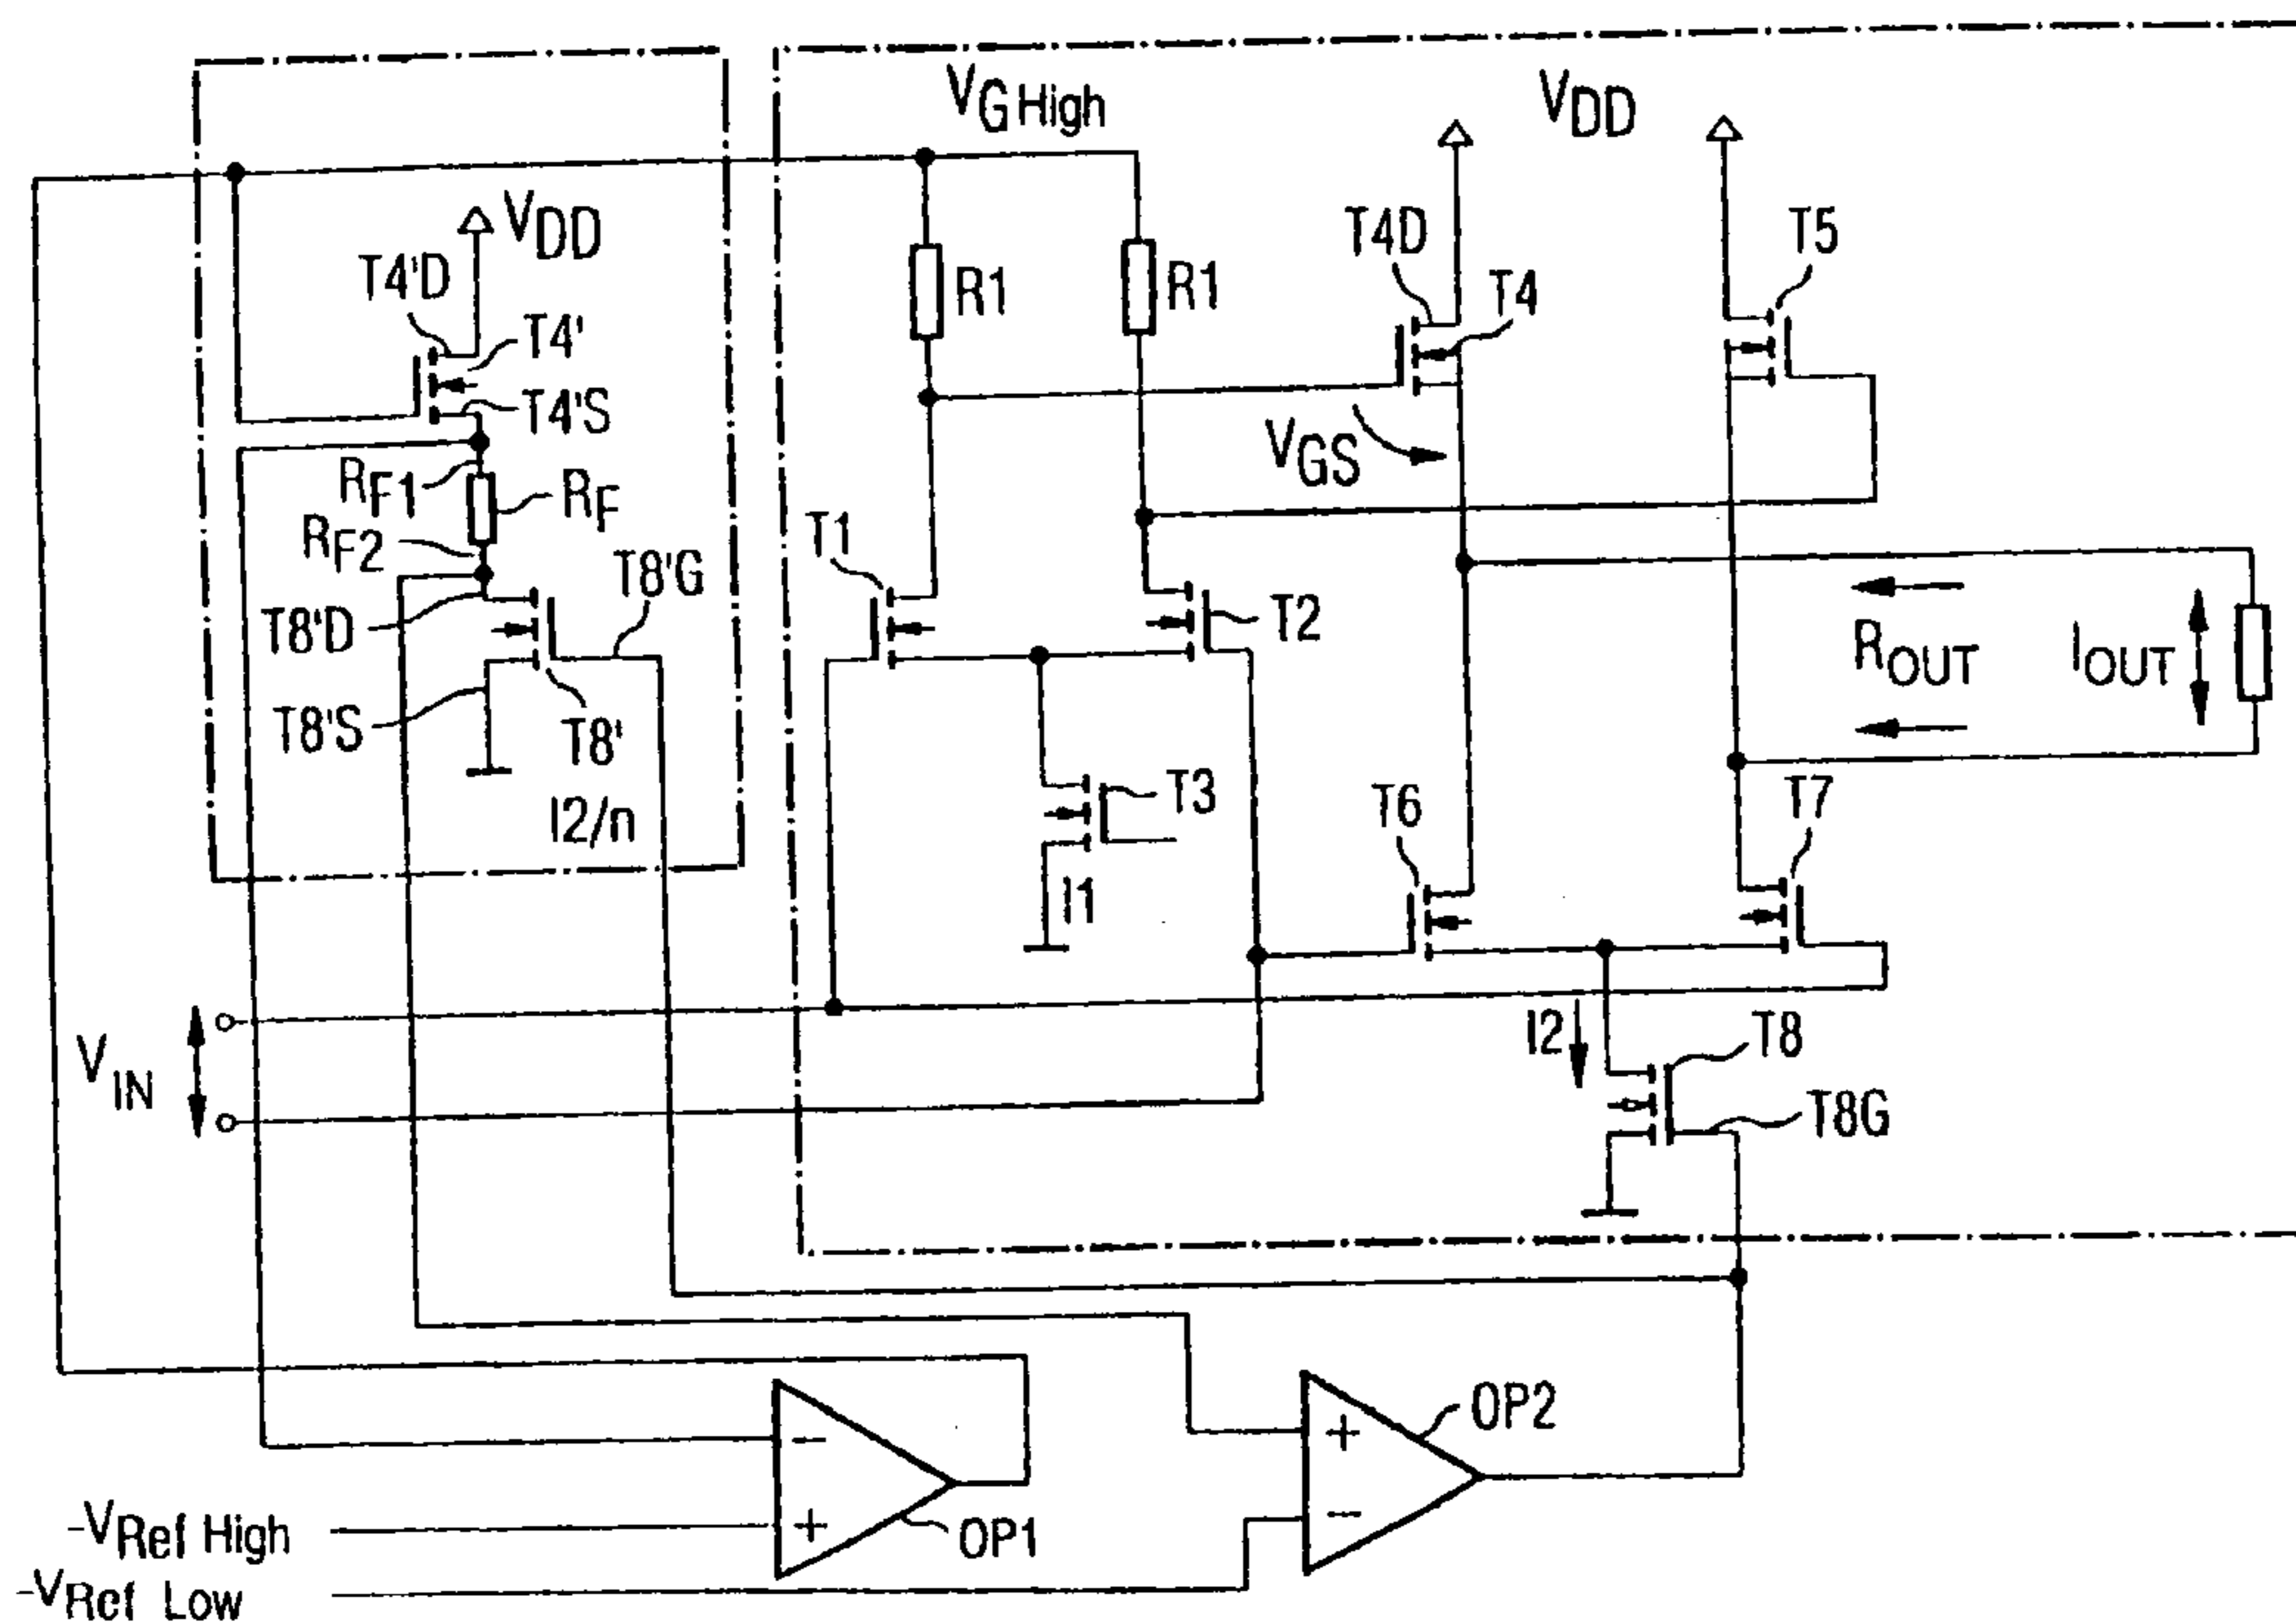 VG High
VDD
VDD
T4'D
T4'
T4'S
RF1
RF
RF2
T8'G
T8'D
T8'S
T8'
I2/n
R1
R1
T4D
T4
T5
VGS
T1
T2
T3
I1
ROUT
IOUT
T6
T7
VIN
I2
T8
T8G
OP2
OP1
-VRef High
-VRef Low
+
-
-
+